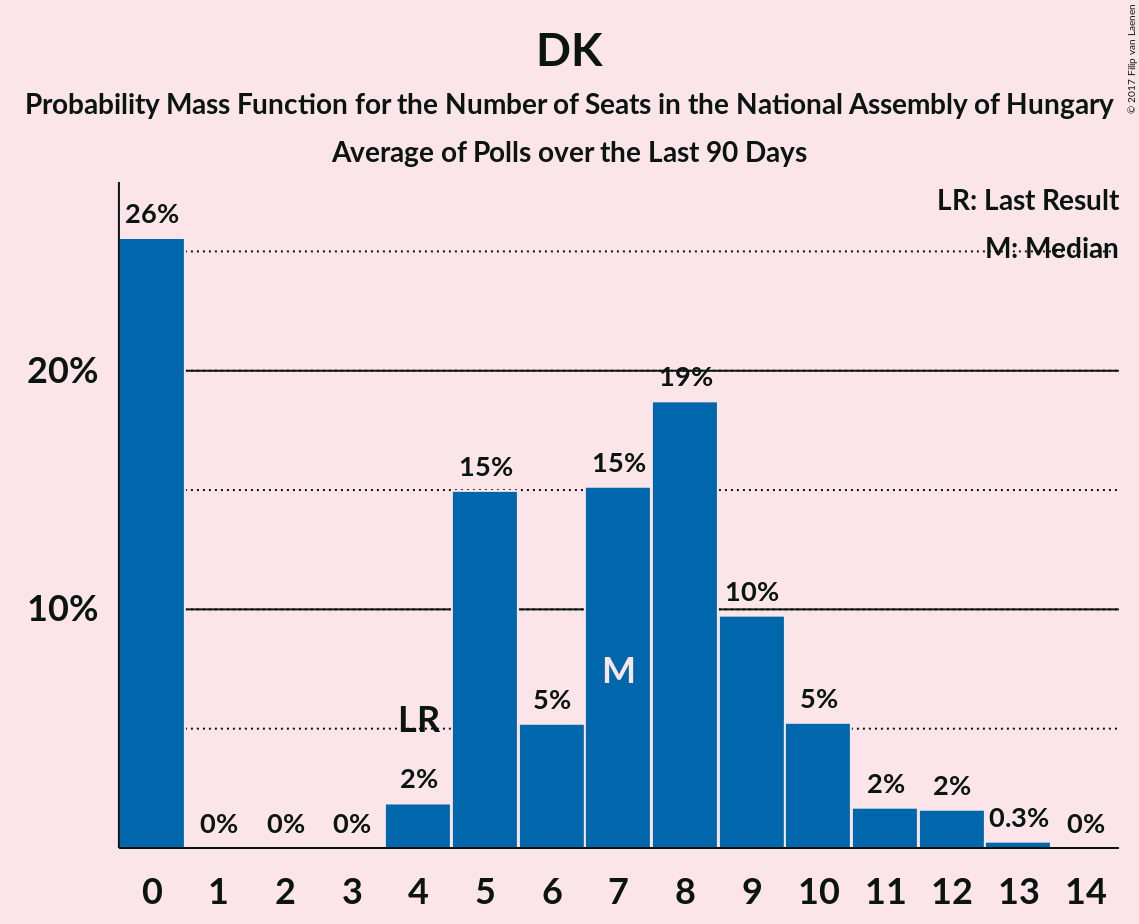 DK
Probability Mass Function for the Number of Seats in the National Assembly of Hungary
Average of Polls over the Last 90 Days
© 2017 Filip van Laenen
LR: Last Result
M: Median
26%
20%
19%
15%
15%
10%
10%
M
5%
5%
LR
2%
2%
2%
0%
0%
0%
0.3%
0%
0 1 2 3 4 5 6 7 8 9 10 11 12 13 14